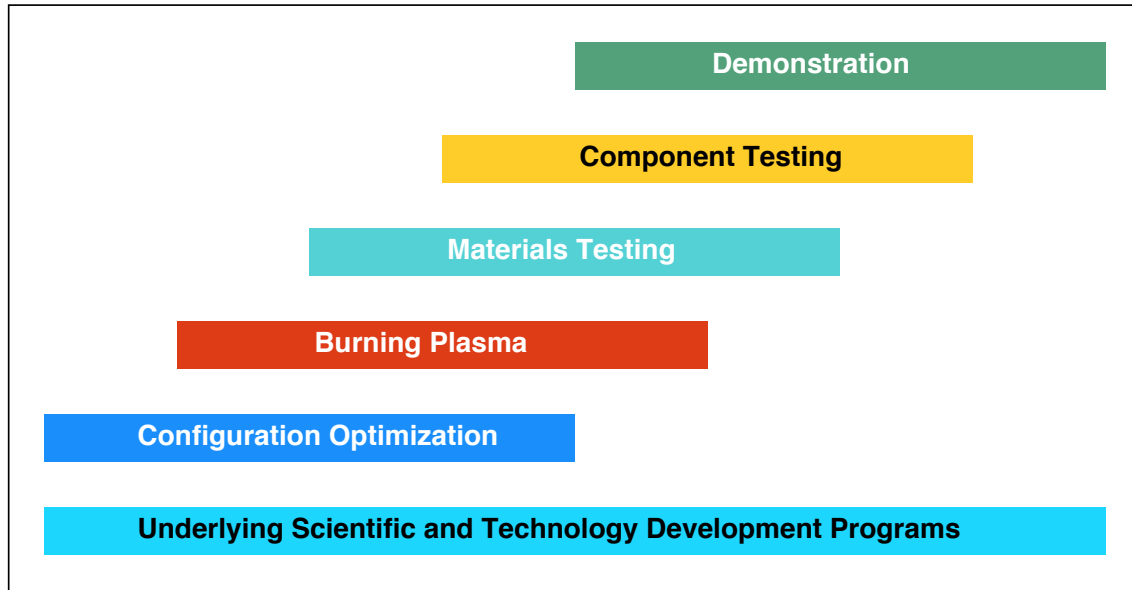 Demonstration
Component Testing
Materials Testing
Burning Plasma
Configuration Optimization
Underlying Scientific and Technology Development Programs